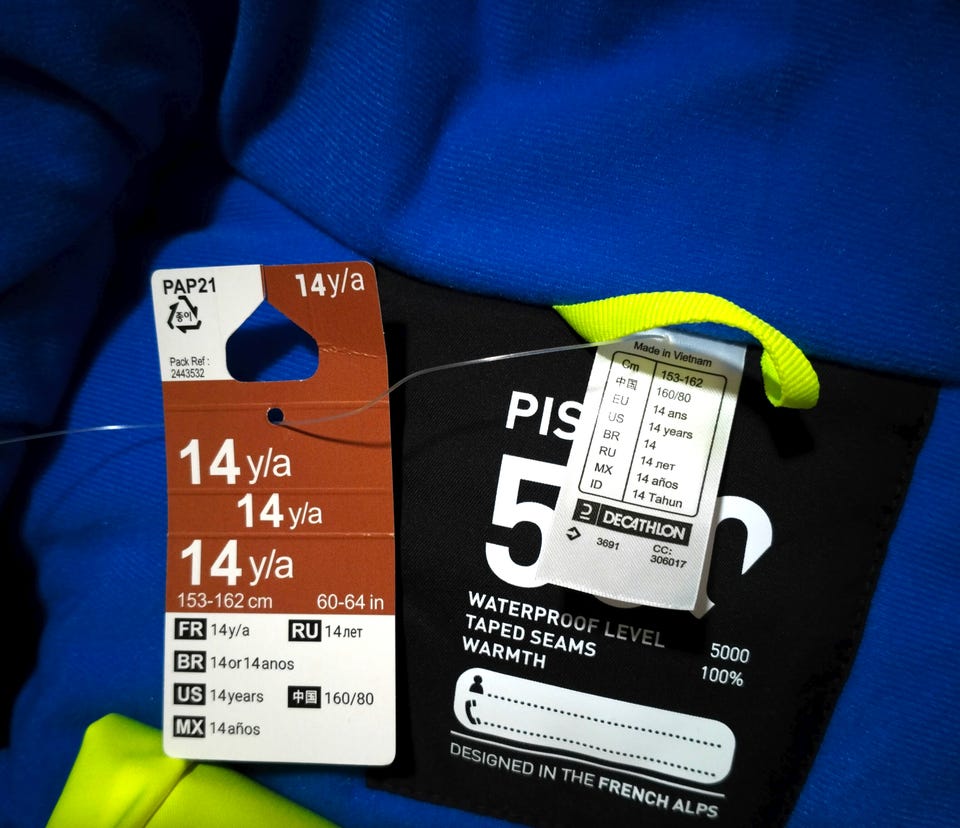 PAP21
종이
Pack Ref :
2443532
14y/a
14 y/a
14 y/a
14 y/a
153-162 cm 60-64 in
FR 14y/a RU 14лет
BR 14or14anos
US 14years 中国 160/80
MX 14años
Made in Vietnam
Cm 153-162
中国 160/80
EU 14 ans
US 14 years
BR 14
RU 14 лет
MX 14 años
ID 14 Tahun
DECATHLON
3691 CC:
306017
PIS
5
WATERPROOF LEVEL 5000
TAPED SEAMS 100%
WARMTH
DESIGNED IN THE FRENCH ALPS